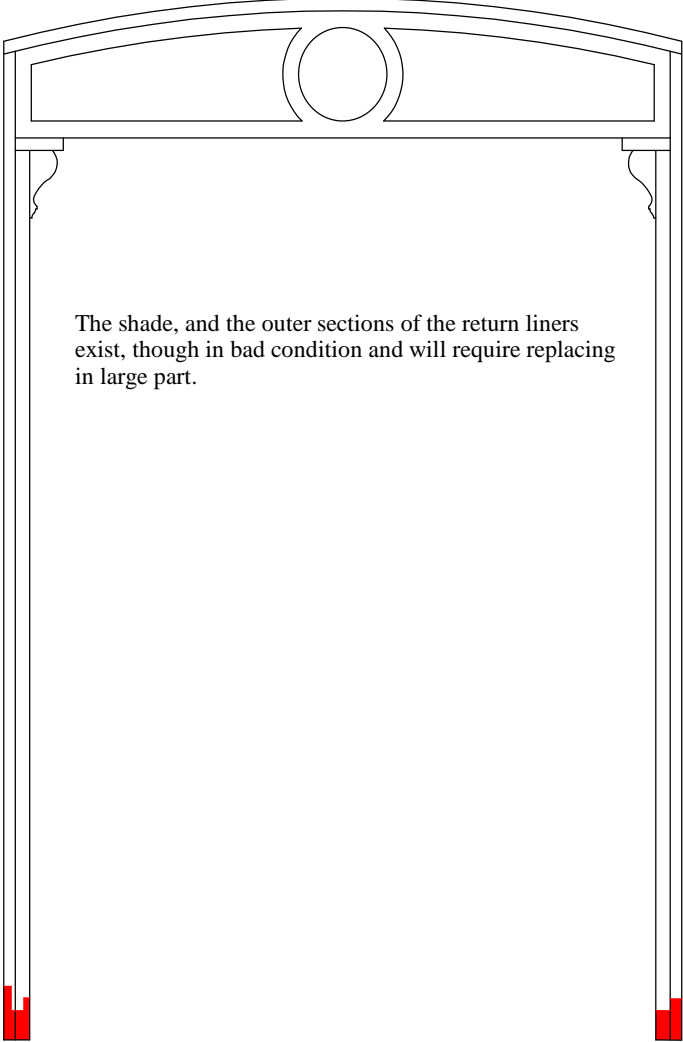 The shade, and the outer sections of the return liners
exist, though in bad condition and will require replacing
in large part.